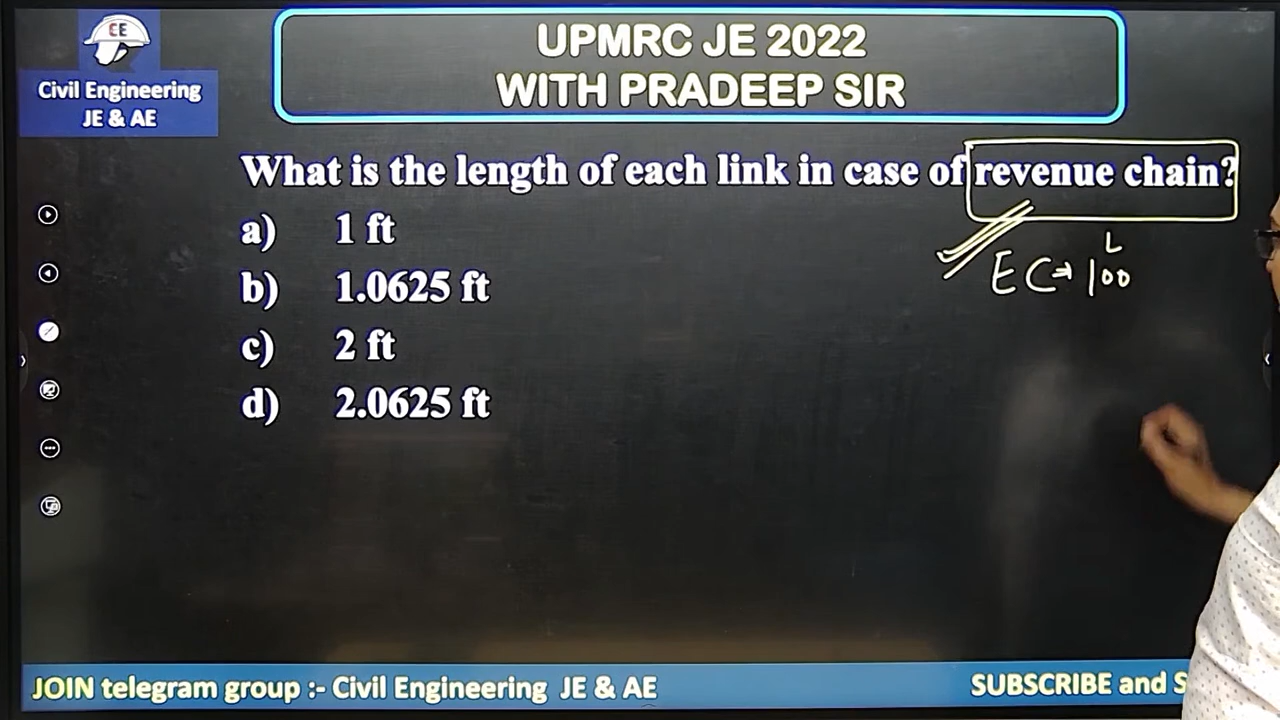 CE
Civil Engineering
JE & AE
UPMRC JE 2022
WITH PRADEEP SIR
What is the length of each link in case of revenue chain?
a) 1 ft
b) 1.0625 ft
c) 2 ft
d) 2.0625 ft
L
EC→100
JOIN telegram group :- Civil Engineering JE & AE
SUBSCRIBE and S